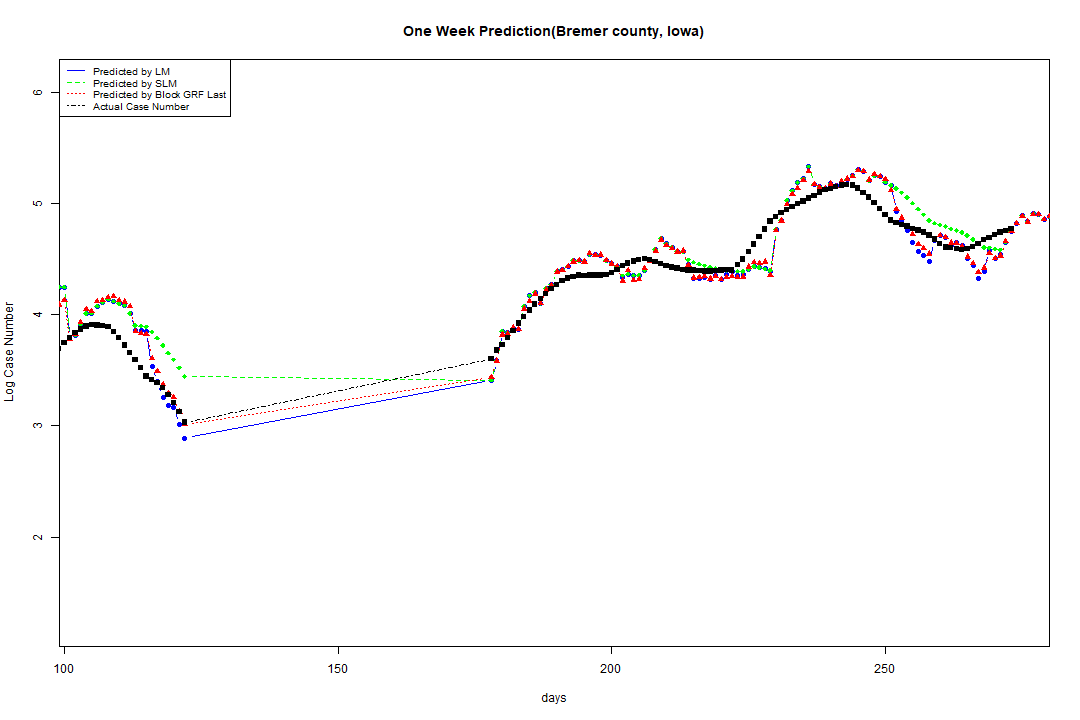 One Week Prediction(Bremer county, Iowa)
Predicted by LM
Predicted by SLM
Predicted by Block GRF Last
Actual Case Number
6
5
4
3
2
Log Case Number
100 150 200 250
days